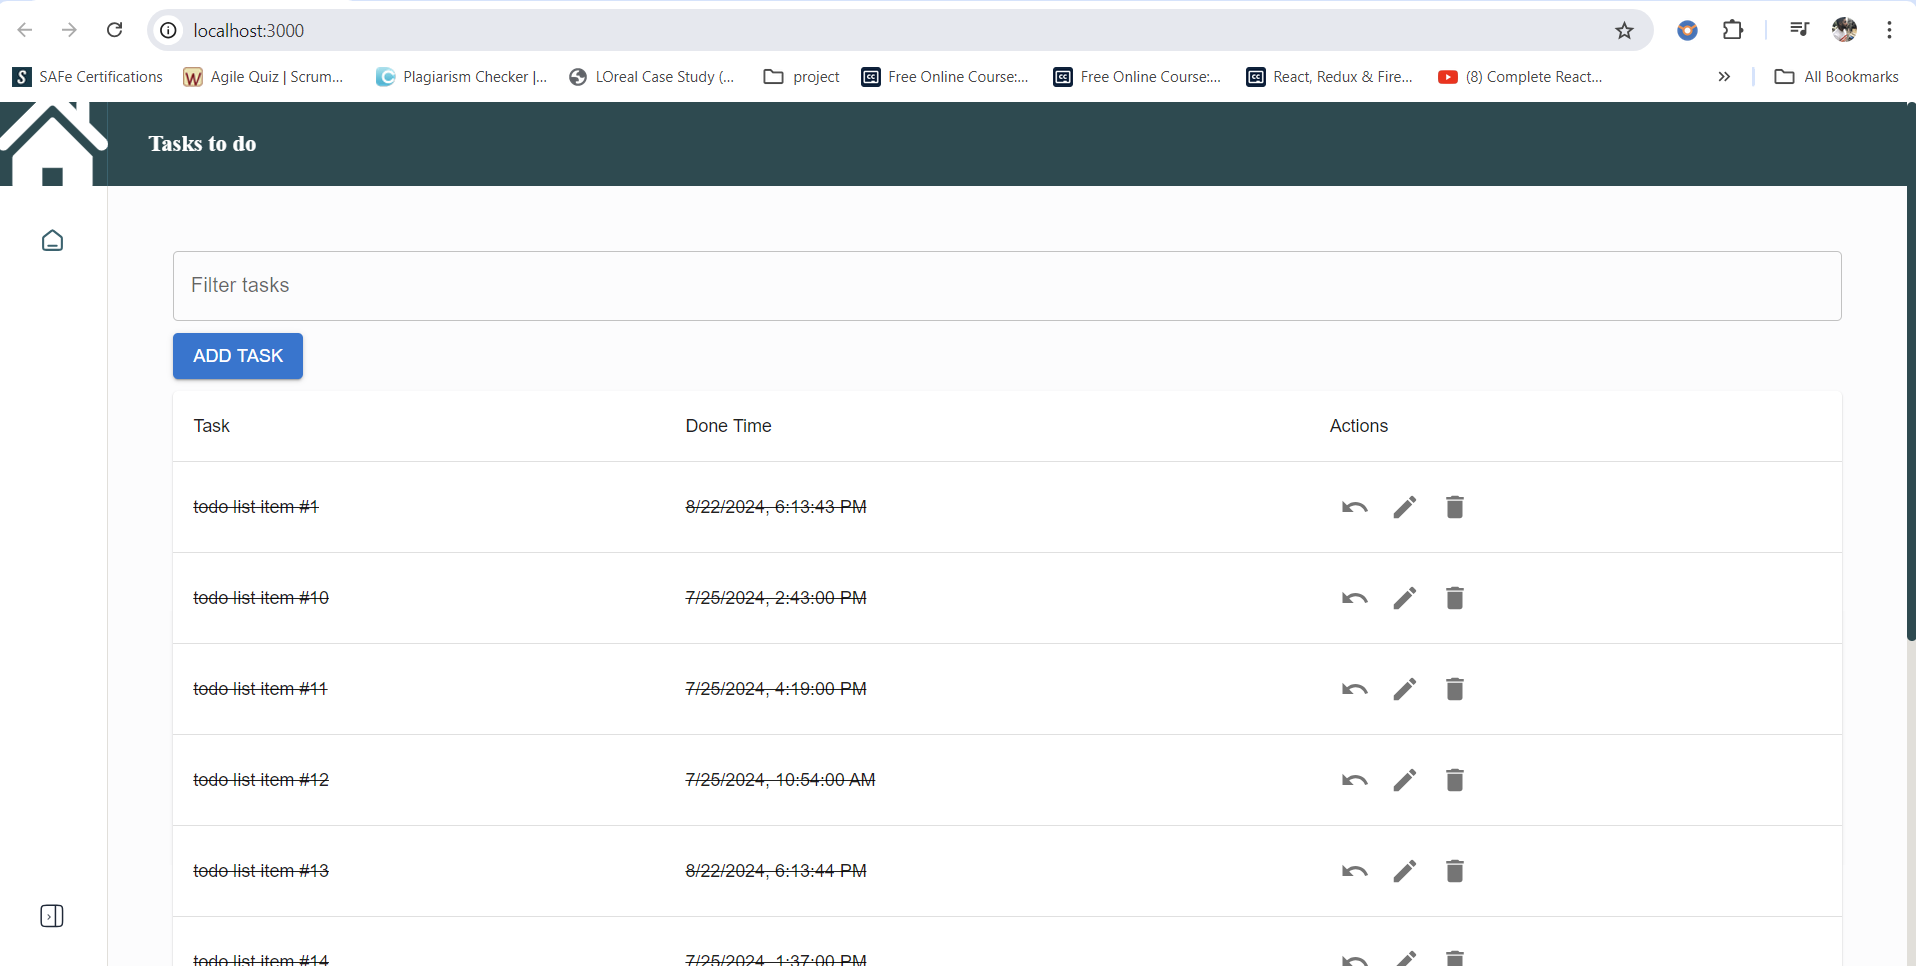 localhost:3000
SAFe Certifications
Agile Quiz | Scrum...
Plagiarism Checker |...
LOreal Case Study (...
project
Free Online Course:...
Free Online Course:...
React, Redux & Fire...
(8) Complete React...
All Bookmarks
Tasks to do
Filter tasks
ADD TASK
Task Done Time Actions
todo list item #1 8/22/2024, 6:13:43 PM
todo list item #10 7/25/2024, 2:43:00 PM
todo list item #11 7/25/2024, 4:19:00 PM
todo list item #12 7/25/2024, 10:54:00 AM
todo list item #13 8/22/2024, 6:13:44 PM
todo list item #14 7/25/2024, 1:37:00 PM